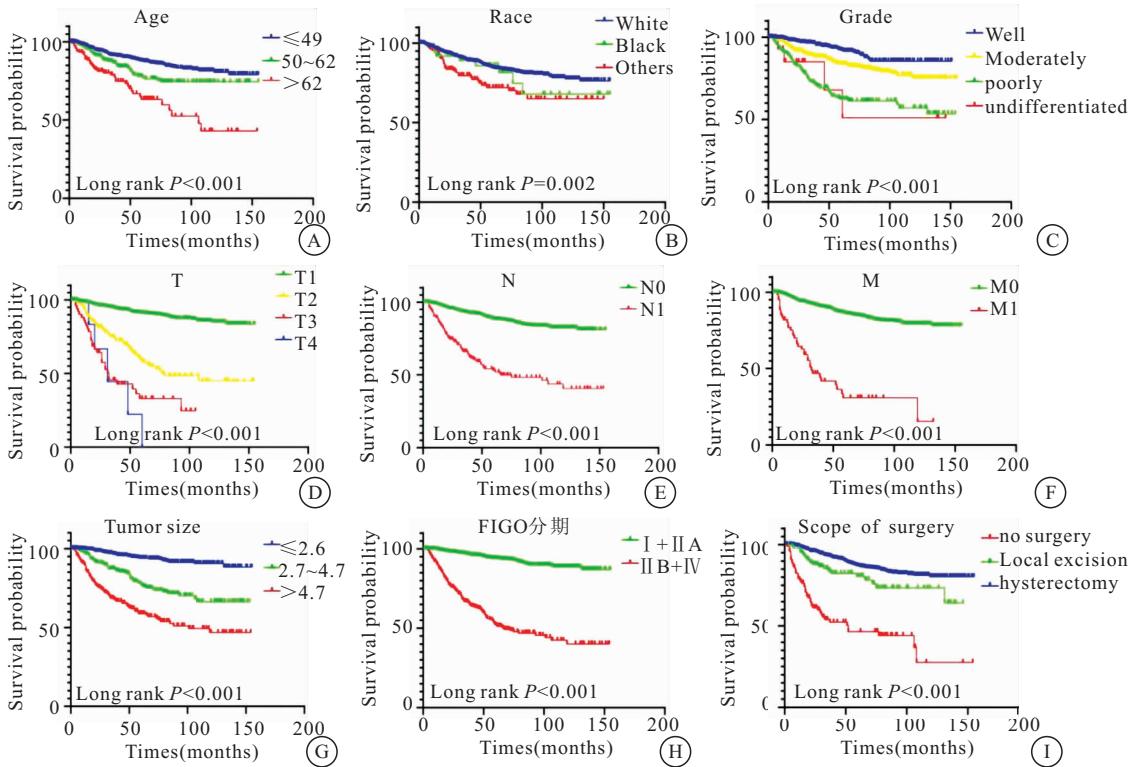 Age
≤49
50~62
>62
Survival probability
100
50
0
Long rank P<0.001
0 50 100 150 200
Times(months)
A
Race
White
Black
Others
Survival probability
100
50
0
Long rank P=0.002
0 50 100 150 200
Times(months)
B
Grade
Well
Moderately
poorly
undifferentiated
Survival probability
100
50
0
Long rank P<0.001
0 50 100 150 200
Times(months)
C
T
T1
T2
T3
T4
Survival probability
100
50
0
Long rank P<0.001
0 50 100 150 200
Times(months)
D
N
N0
N1
Survival probability
100
50
0
Long rank P<0.001
0 50 100 150 200
Times(months)
E
M
M0
M1
Survival probability
100
50
0
Long rank P<0.001
0 50 100 150 200
Times(months)
F
Tumor size
≤2.6
2.7~4.7
>4.7
Survival probability
100
50
0
Long rank P<0.001
0 50 100 150 200
Times(months)
G
FIGO分期
Ⅰ+ⅡA
ⅡB+Ⅳ
Survival probability
100
50
0
Long rank P<0.001
0 50 100 150 200
Times(months)
H
Scope of surgery
no surgery
Local excision
hysterectomy
Survival probability
100
50
0
Long rank P<0.001
0 50 100 150 200
Times(months)
I